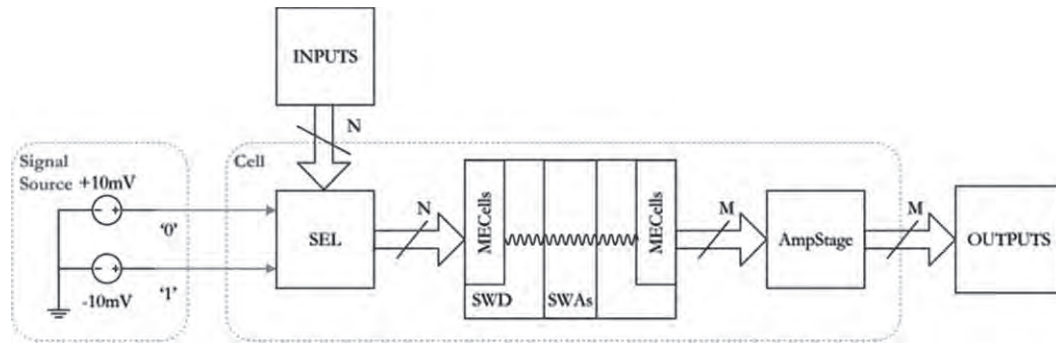 INPUTS
N
Signal
Source
+10mV
'0'
-10mV
'1'
Cell
SEL
N
MECells
SWD
SWAs
MECells
M
AmpStage
M
OUTPUTS